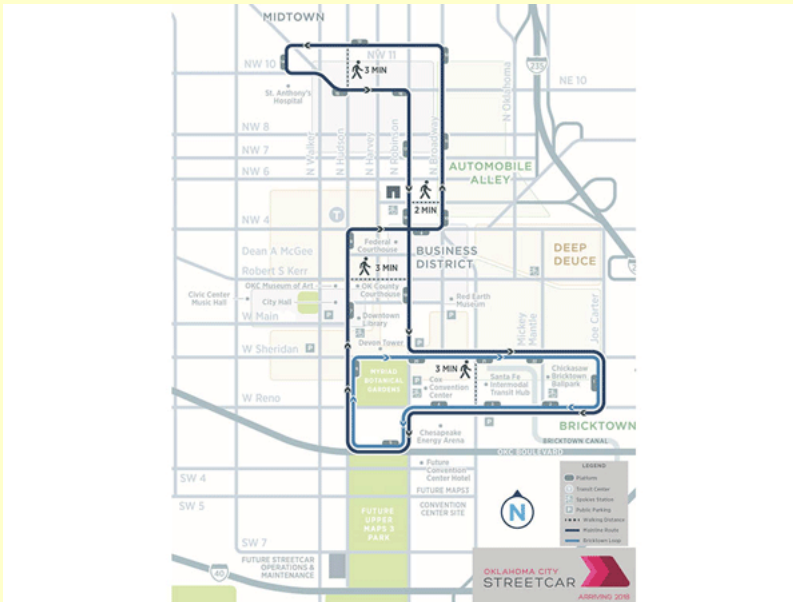 MIDTOWN
NW 11
NW 10
3 MIN
235
NE 10
St. Anthony's
Hospital
N Walker
N Hudson
N Harvey
N Robinson
N Broadway
N Oklahoma
NW 8
NW 7
NW 6
AUTOMOBILE
ALLEY
2 MIN
T
NW 4
Federal
Courthouse
BUSINESS
DISTRICT
DEEP
DEUCE
Dean A McGee
Robert S Kerr
3 MIN
OKC Museum of Art
OK County
Courthouse
Civic Center
Music Hall
City Hall
P
Red Earth
Museum
W Main
Downtown
Library
P
Mickey
Mantle
Joe Carter
Devon Tower
W Sheridan
P
MYRIAD
BOTANICAL
GARDENS
3 MIN
P
Cox
Convention
Center
Santa Fe
Intermodal
Transit Hub
Chickasaw
Bricktown
Ballpark
W Reno
P
Chesapeake
Energy Arena
BRICKTOWN
BRICKTOWN CANAL
OKC BOULEVARD
Future
Convention
Center Hotel
SW 4
FUTURE MAPS3
CONVENTION
CENTER SITE
SW 5
FUTURE
UPPER
MAPS 3
PARK
N
LEGEND
Platform
Transit Center
Spokies Station
Public Parking
Walking Distance
Mainline Route
Bricktown Loop
SW 7
FUTURE STREETCAR
OPERATIONS &
MAINTENANCE
40
OKLAHOMA CITY
STREETCAR
ARRIVING 2018